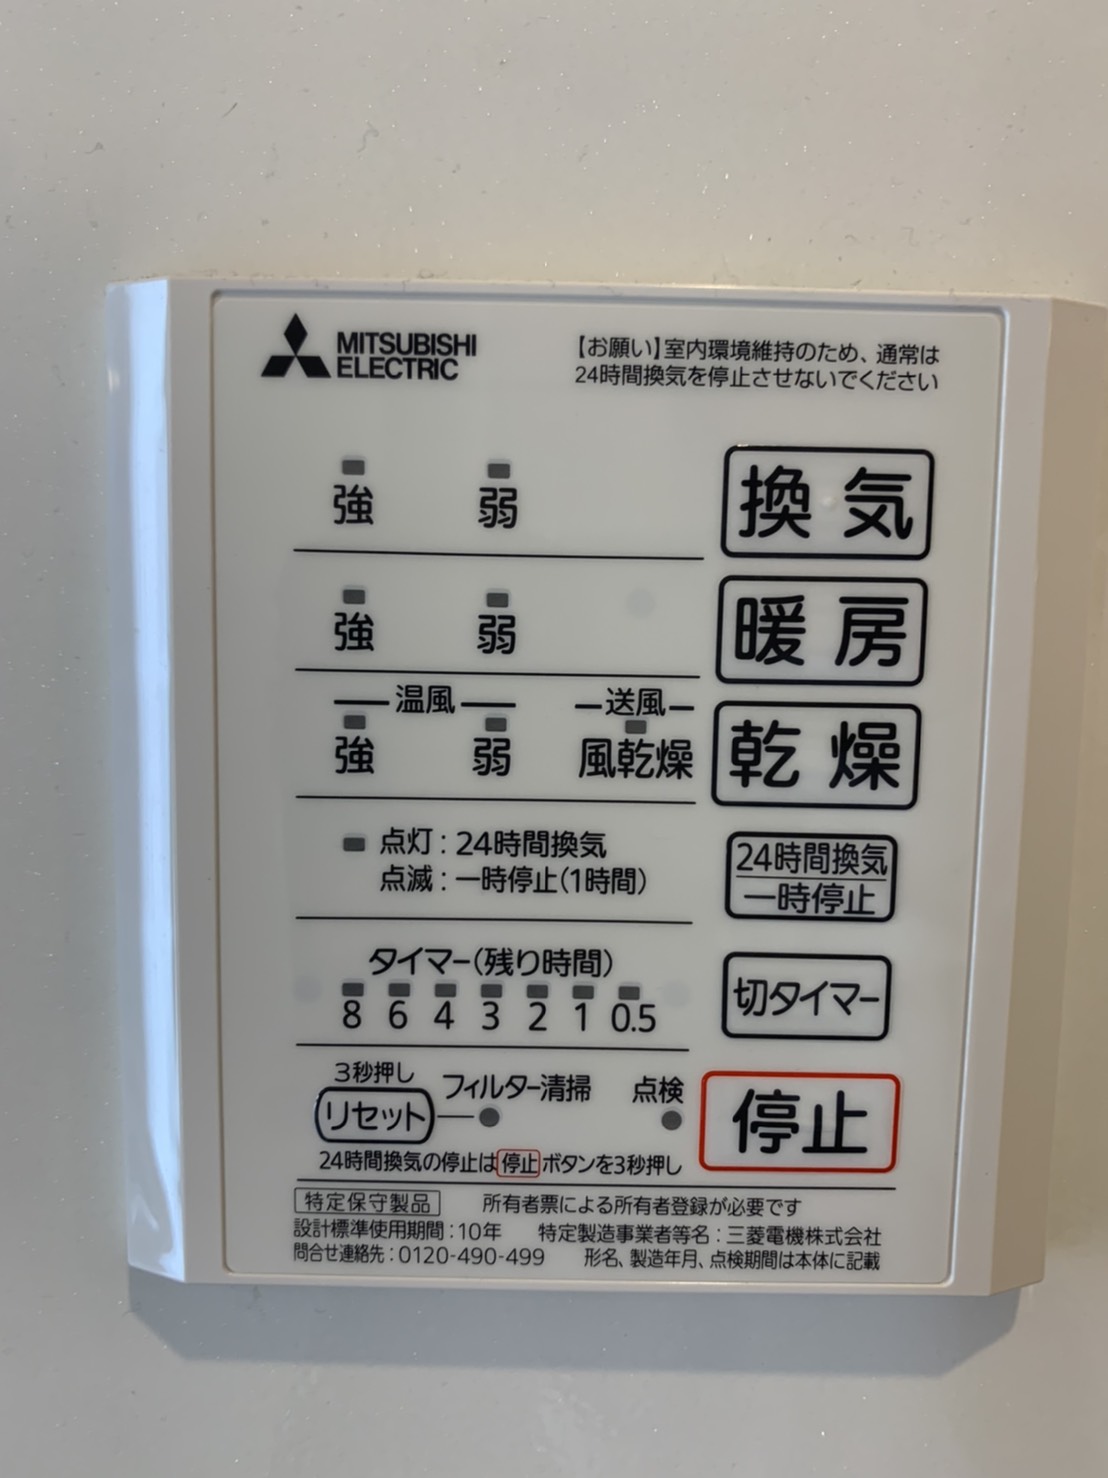 MITSUBISHI
ELECTRIC
【お願い】室内環境維持のため、通常は
24時間換気を停止させないでください
強 弱 換気
強 弱 暖房
温風 送風
強 弱 風乾燥 乾燥
点灯：24時間換気
点滅：一時停止(1時間)
24時間換気
一時停止
タイマー(残り時間)
8 6 4 3 2 1 0.5
切タイマー
3秒押し
リセット フィルター清掃 点検
停止
24時間換気の停止は停止ボタンを3秒押し
特定保守製品 所有者票による所有者登録が必要です
設計標準使用期間：10年 特定製造事業者等名：三菱電機株式会社
問合せ連絡先：0120-490-499 形名、製造年月、点検期間は本体に記載